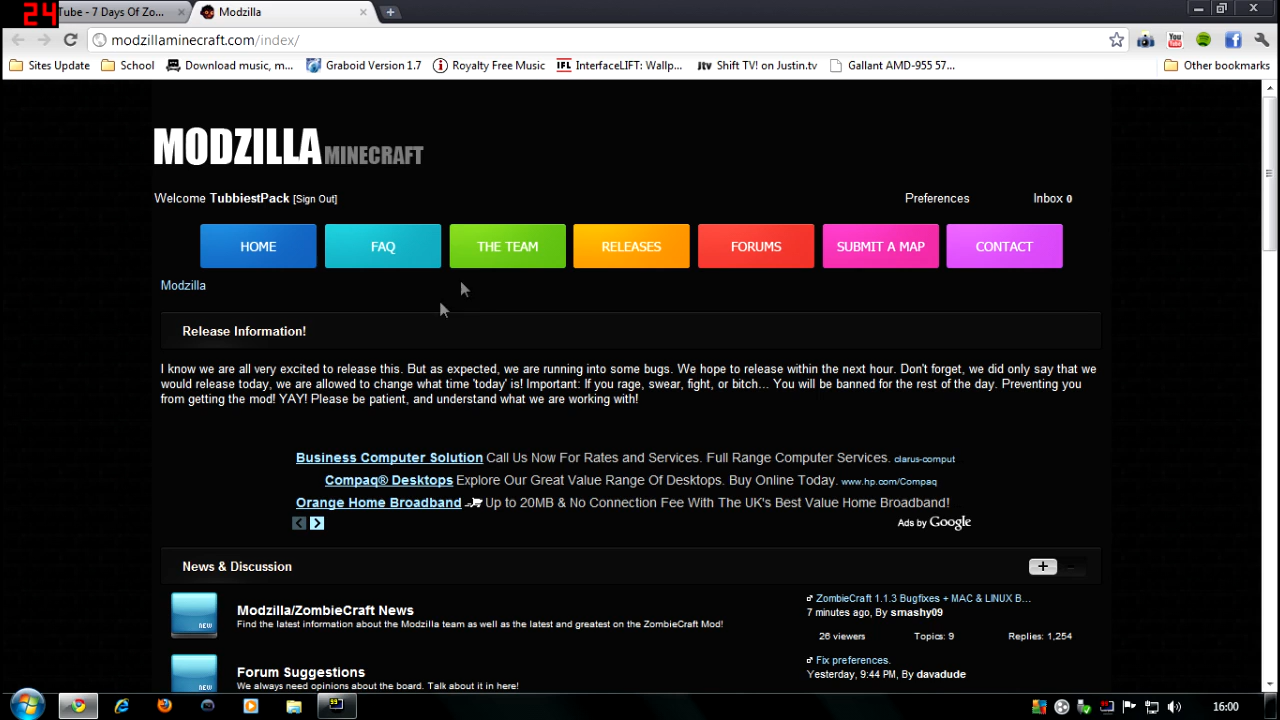 24
Tube - 7 Days Of Zo...
Modzilla
modzillaminecraft.com/index/
Sites Update
School
Download music, m...
Graboid Version 1.7
Royalty Free Music
IFL
InterfaceLIFT: Wallp...
Jtv
Shift TV! on Justin.tv
Gallant AMD-955 57...
Other bookmarks
MODZILLA MINECRAFT
Welcome TubbiestPack [Sign Out]
Preferences
Inbox 0
HOME
FAQ
THE TEAM
RELEASES
FORUMS
SUBMIT A MAP
CONTACT
Modzilla
Release Information!
I know we are all very excited to release this. But as expected, we are running into some bugs. We hope to release within the next hour. Don't forget, we did only say that we
would release today, we are allowed to change what time 'today' is! Important: If you rage, swear, fight, or bitch... You will be banned for the rest of the day. Preventing you
from getting the mod! YAY! Please be patient, and understand what we are working with!
Business Computer Solution Call Us Now For Rates and Services. Full Range Computer Services. clarus-comput
Compaq® Desktops Explore Our Great Value Range Of Desktops. Buy Online Today. www.hp.com/Compaq
Orange Home Broadband Up to 20MB & No Connection Fee With The UK's Best Value Home Broadband!
Ads by Google
News & Discussion
Modzilla/ZombieCraft News
Find the latest information about the Modzilla team as well as the latest and greatest on the ZombieCraft Mod!
ZombieCraft 1.1.3 Bugfixes + MAC & LINUX B...
7 minutes ago, By smashy09
26 viewers
Topics: 9
Replies: 1,254
NEW
Forum Suggestions
We always need opinions about the board. Talk about it in here!
Fix preferences.
Yesterday, 9:44 PM, By davadude
NEW
16:00